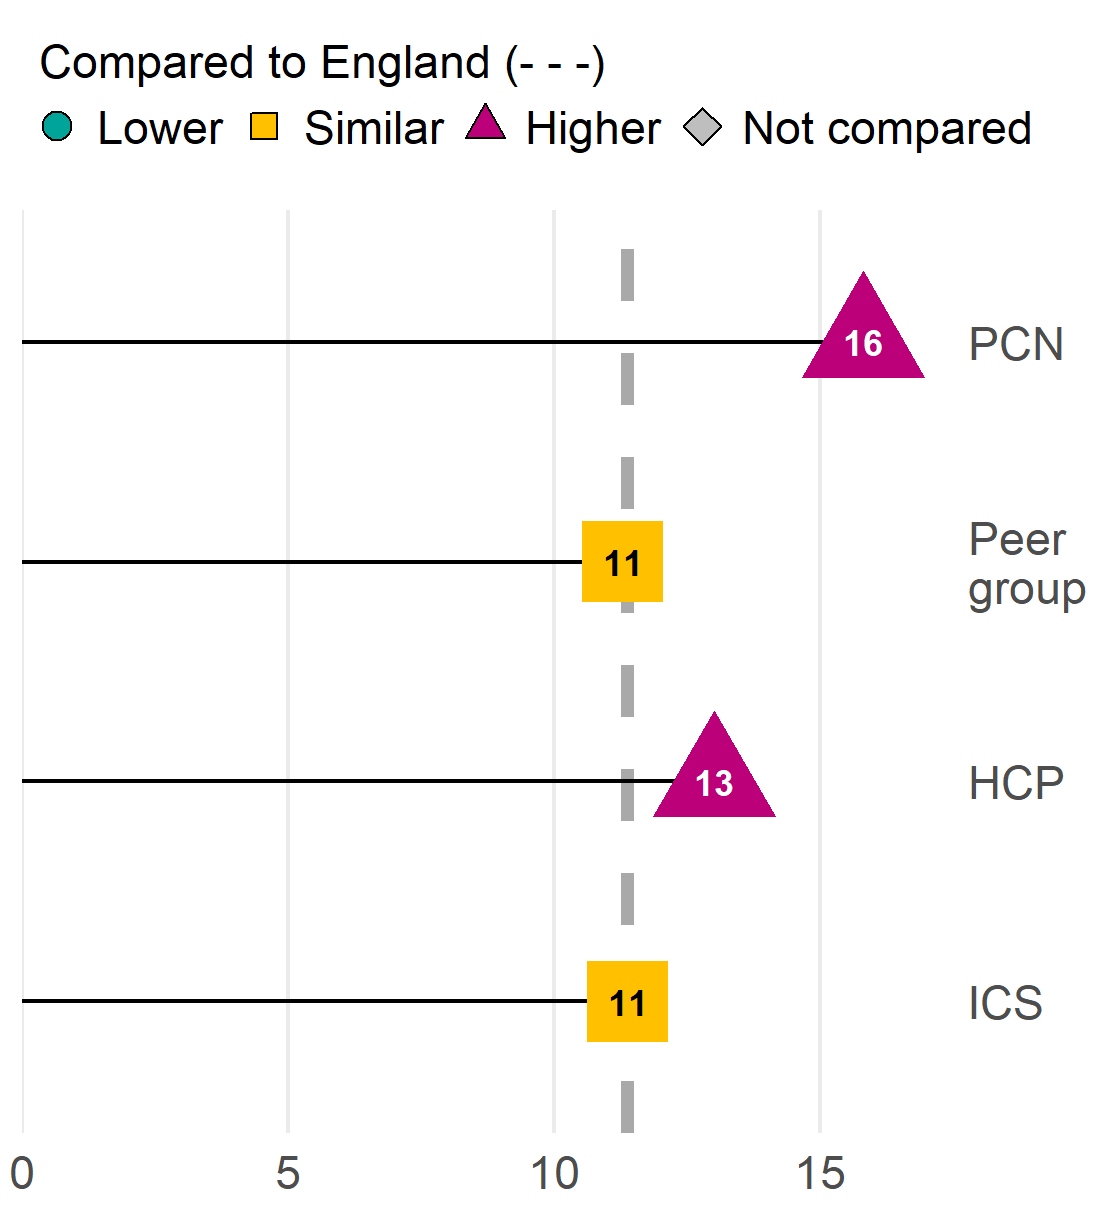 Compared to England (- - -)
Lower Similar Higher Not compared
16 PCN
11 Peer
group
13 HCP
11 ICS
0 5 10 15